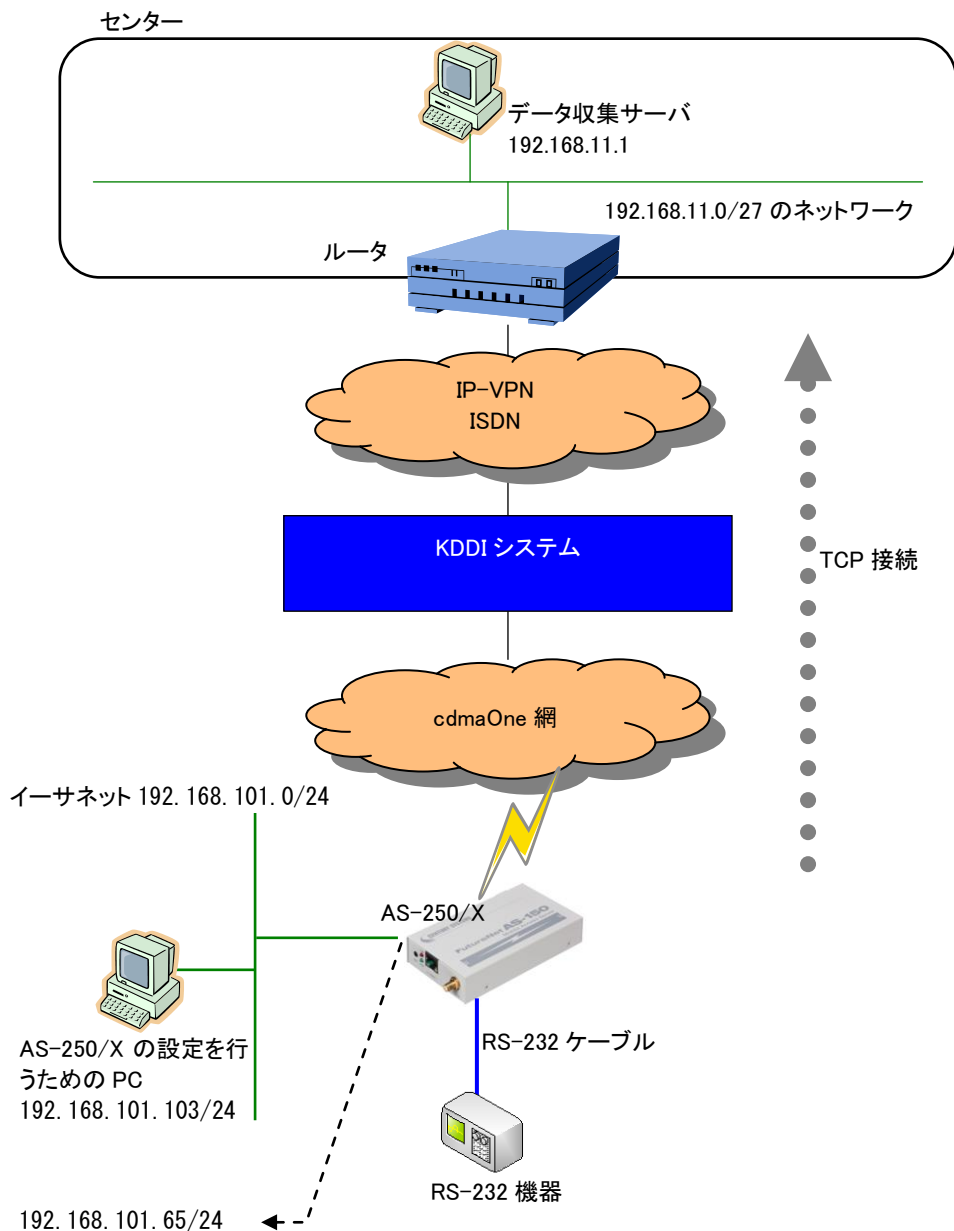 センター
データ収集サーバ
192.168.11.1
192.168.11.0/27 のネットワーク
ルータ
IP-VPN
ISDN
KDDI システム
TCP 接続
cdmaOne 網
イーサネット 192.168.101.0/24
AS-250/X
FutureNet AS-150
AS-250/X の設定を行
うための PC
192.168.101.103/24
RS-232 ケーブル
RS-232 機器
192.168.101.65/24